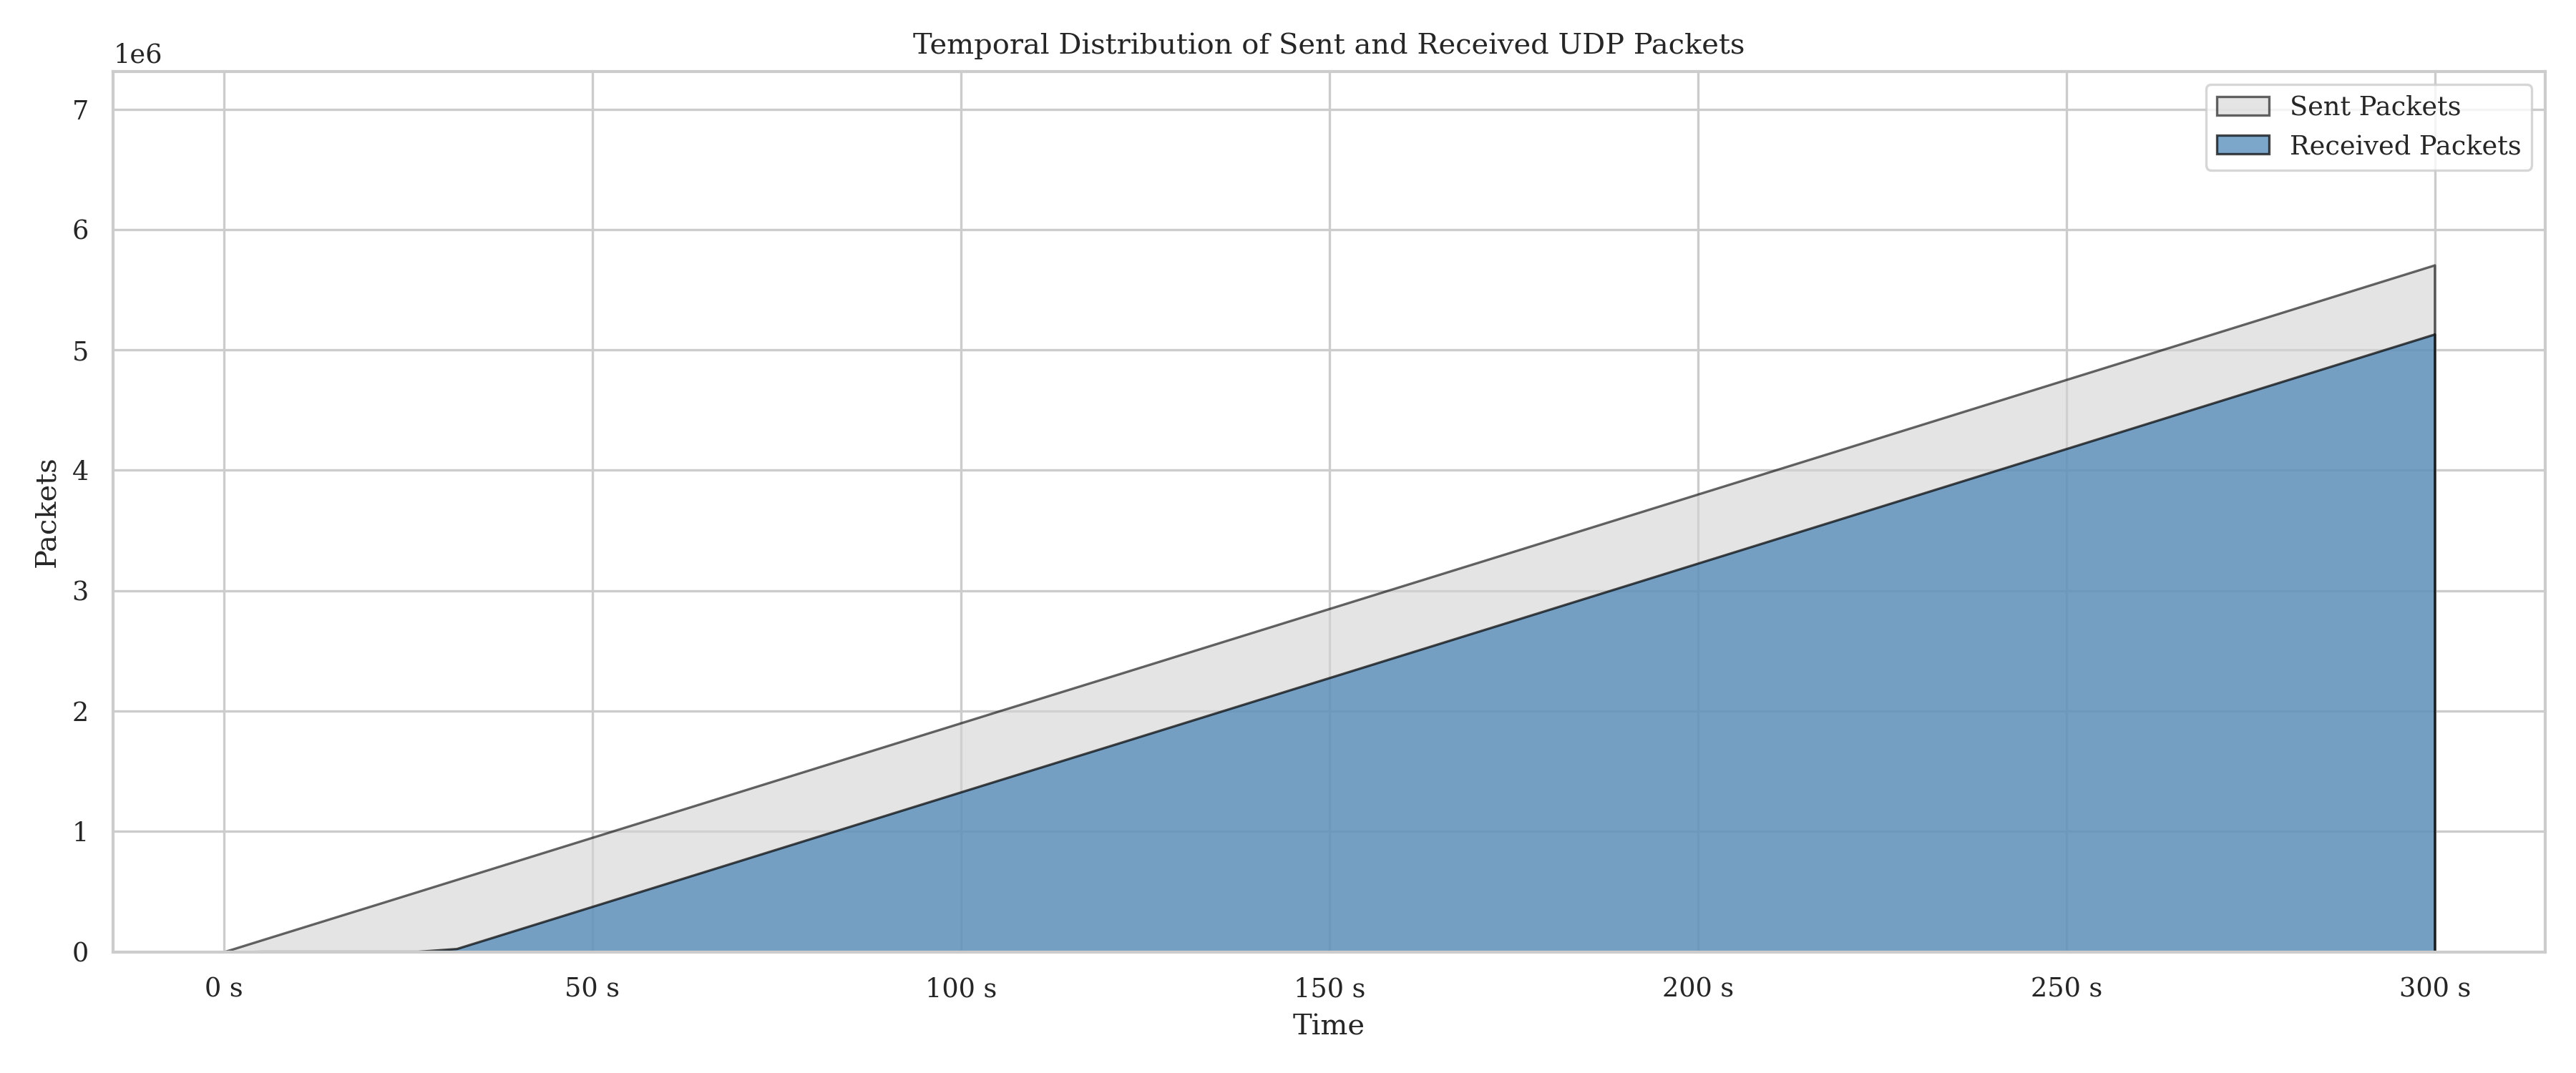 Temporal Distribution of Sent and Received UDP Packets
1e6
7
6
5
4
3
2
1
0
Packets
Sent Packets
Received Packets
0 s
50 s
100 s
150 s
200 s
250 s
300 s
Time